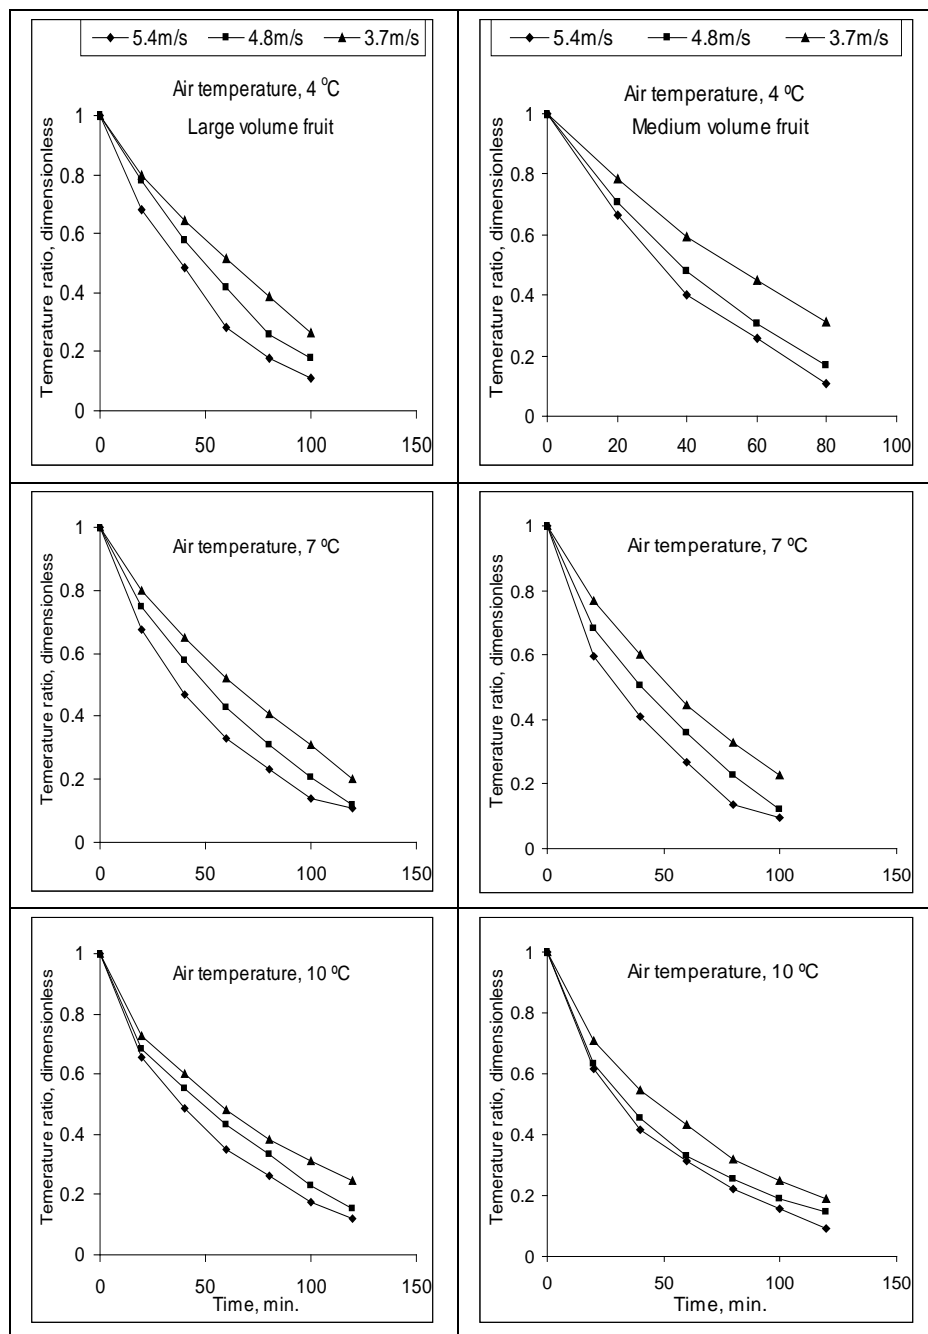 5.4m/s 4.8m/s 3.7m/s
Air temperature, 4 ⁰C
Large volume fruit
Temerature ratio, dimensionless
1
0.8
0.6
0.4
0.2
0
0 50 100 150
5.4m/s 4.8m/s 3.7m/s
Air temperature, 4 ºC
Medium volume fruit
Temerature ratio, dimensionless
1
0.8
0.6
0.4
0.2
0
0 20 40 60 80 100
Air temperature, 7 ºC
Temerature ratio, dimensionless
1
0.8
0.6
0.4
0.2
0
0 50 100 150
Air temperature, 7 ºC
Temerature ratio, dimensionless
1
0.8
0.6
0.4
0.2
0
0 50 100 150
Air temperature, 10 ºC
Temerature ratio, dimensionless
1
0.8
0.6
0.4
0.2
0
0 50 100 150
Time, min.
Air temperature, 10 ºC
Temerature ratio, dimensionless
1
0.8
0.6
0.4
0.2
0
0 50 100 150
Time, min.